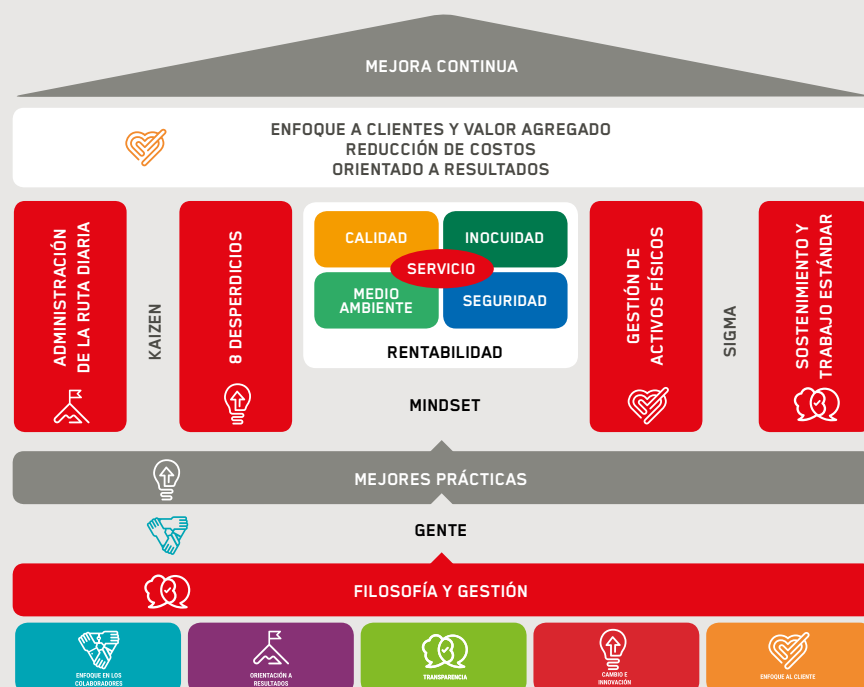 MEJORA CONTINUA
ENFOQUE A CLIENTES Y VALOR AGREGADO
REDUCCIÓN DE COSTOS
ORIENTADO A RESULTADOS
ADMINISTRACIÓN
DE LA RUTA DIARIA
KAIZEN
8 DESPERDICIOS
CALIDAD
INOCUIDAD
SERVICIO
MEDIO
AMBIENTE
SEGURIDAD
RENTABILIDAD
MINDSET
GESTIÓN DE
ACTIVOS FÍSICOS
SIGMA
SOSTENIMIENTO Y
TRABAJO ESTÁNDAR
MEJORES PRÁCTICAS
GENTE
FILOSOFÍA Y GESTIÓN
ENFOQUE EN LOS
COLABORADORES
ORIENTACIÓN A
RESULTADOS
TRANSPARENCIA
CAMBIO E
INNOVACIÓN
ENFOQUE AL CLIENTE